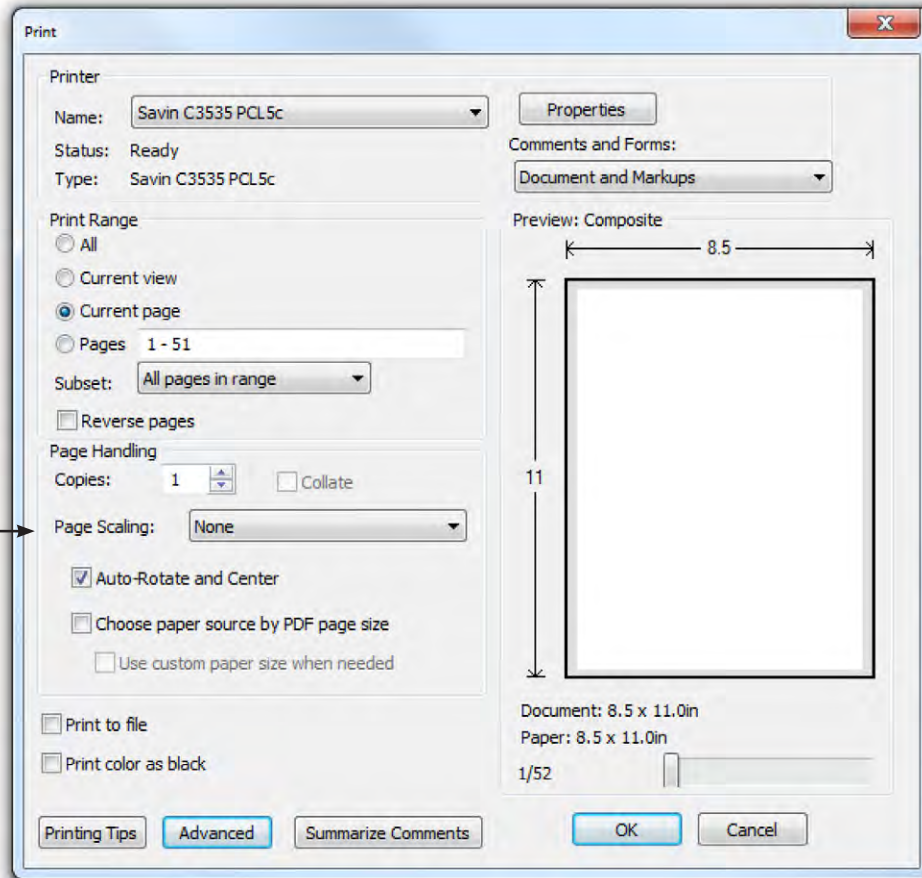 Print
X
Printer
Name: Savin C3535 PCL5c Properties
Status: Ready Comments and Forms:
Type: Savin C3535 PCL5c Document and Markups
Print Range Preview: Composite
All
8.5
Current view
Current page
Pages 1 - 51
Subset: All pages in range
Reverse pages
Page Handling
Copies: 1 Collate
11
Page Scaling: None
Auto-Rotate and Center
Choose paper source by PDF page size
Use custom paper size when needed
Document: 8.5 x 11.0in
Print to file
Paper: 8.5 x 11.0in
Print color as black
1/52
Printing Tips Advanced Summarize Comments OK Cancel